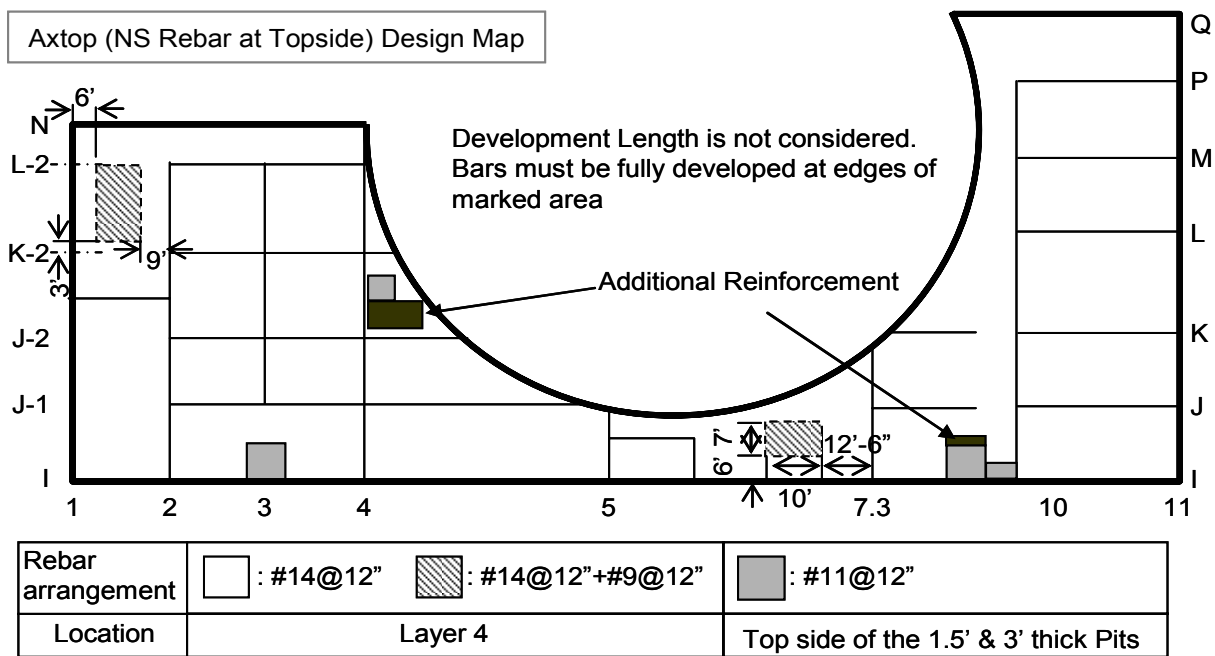 Axtop (NS Rebar at Topside) Design Map
6’
N
L-2
K-2
3’
9’
J-2
J-1
I
Development Length is not considered.
Bars must be fully developed at edges of
marked area
Additional Reinforcement
7’
6’
12’-6”
10’
Q
P
M
L
K
J
I
1 2 3 4 5 7.3 10 11
Rebar arrangement : #14@12” : #14@12”+#9@12” : #11@12”
Location Layer 4 Top side of the 1.5’ & 3’ thick Pits